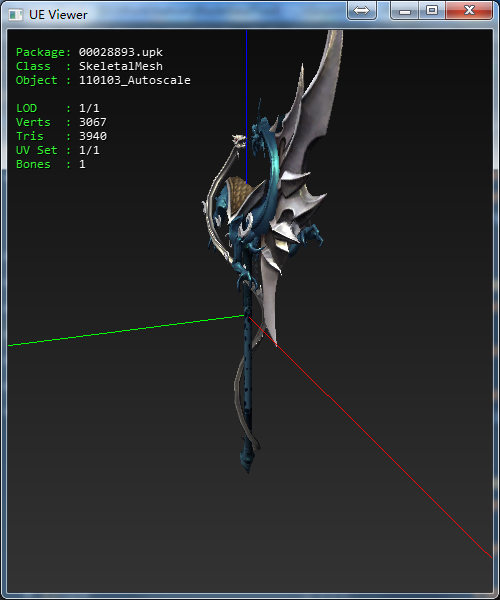 UE Viewer
Package: 00028893.upk
Class : SkeletalMesh
Object : 110103_Autoscale
LOD : 1/1
Verts : 3067
Tris : 3940
UV Set : 1/1
Bones : 1